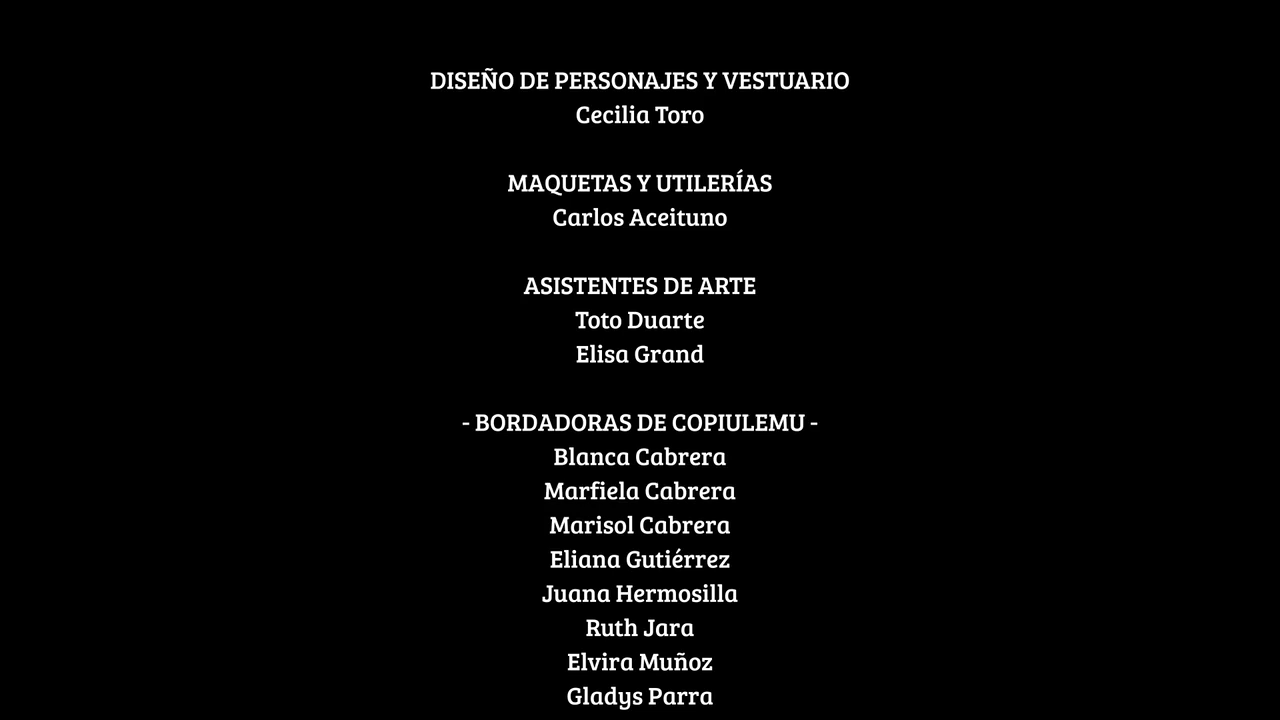 DISEÑO DE PERSONAJES Y VESTUARIO
Cecilia Toro
MAQUETAS Y UTILERÍAS
Carlos Aceituno
ASISTENTES DE ARTE
Toto Duarte
Elisa Grand
- BORDADORAS DE COPIULEMU -
Blanca Cabrera
Marfiela Cabrera
Marisol Cabrera
Eliana Gutiérrez
Juana Hermosilla
Ruth Jara
Elvira Muñoz
Gladys Parra